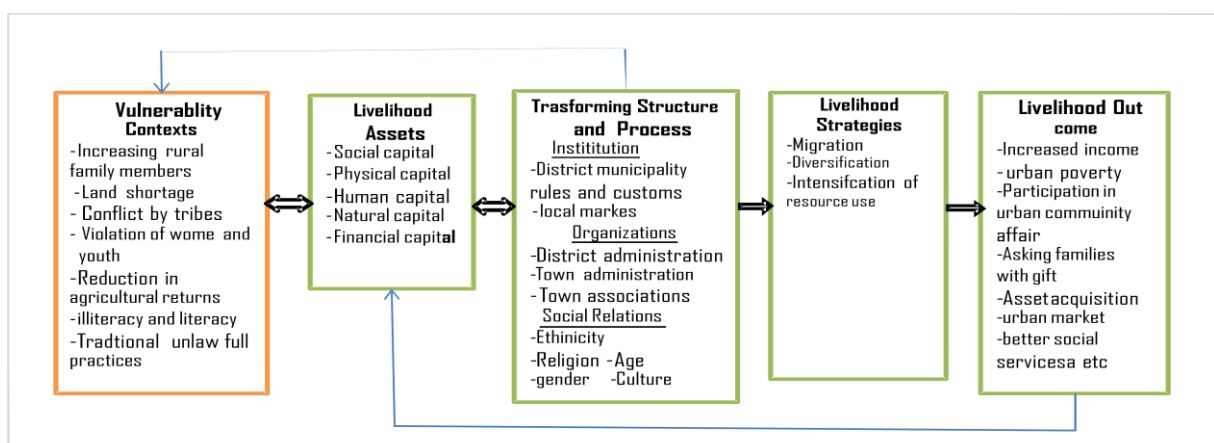 Vulnerablity
Contexts
-Increasing rural
family members
-Land shortage
- Conflict by tribes
- Violation of wome and
youth
-Reduction in
agricultural returns
-illiteracy and literacy
-Tradtional unlaw full
practices
Livelihood
Assets
-Social capital
-Physical capital
-Human capital
-Natural capital
-Financial capital
Trasforming Structure
and Process
Instititution
-District municipality
rules and customs
-local markes
Organizations
-District administration
-Town administration
- Town associations
Social Relations
-Ethinicity
-Religion -Age
-gender -Culture
Livelihood
Strategies
-Migration
-Diversification
-Intensifcation of
resource use
Livelihood Out
come
-Increased income
- urban poverty
-Participation in
urban commuinity
affair
-Asking families
with gift
-Asset acquisition
-urban market
-better social
servicesa etc